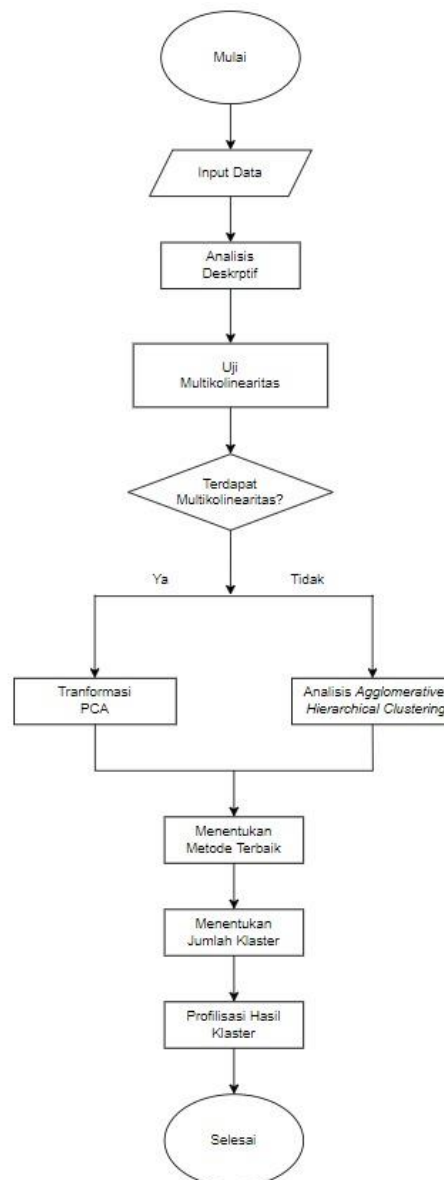 Mulai
Input Data
Analisis
Deskrptif
Uji
Multikolinearitas
Terdapat
Multikolinearitas?
Ya
Tidak
Tranformasi
PCA
Analisis Agglomerative
Hierarchical Clustering
Menentukan
Metode Terbaik
Menentukan
Jumlah Klaster
Profilisasi Hasil
Klaster
Selesai